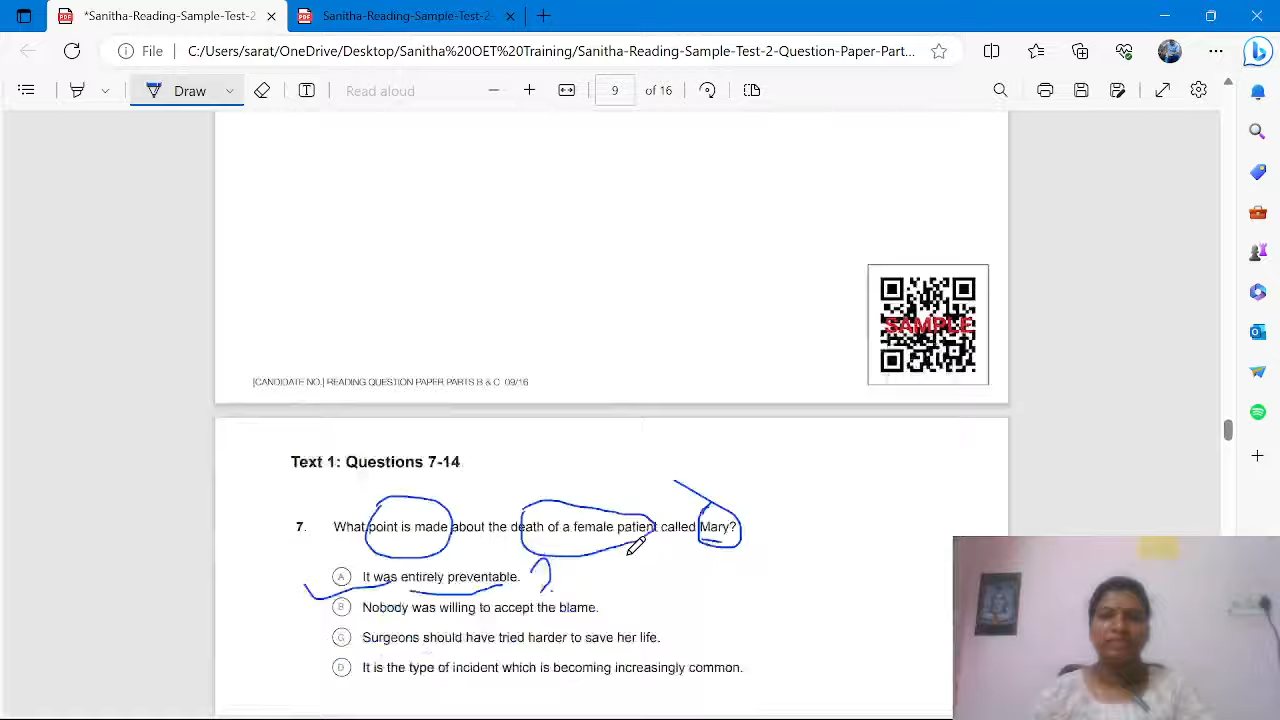 *Sanitha-Reading-Sample-Test-2
Sanitha-Reading-Sample-Test-2-
File C:/Users/sarat/OneDrive/Desktop/Sanitha%20OET%20Training/Sanitha-Reading-Sample-Test-2-Question-Paper-Part...
Draw Read aloud 9 of 16
SAMPLE
[CANDIDATE NO.] READING QUESTION PAPER PARTS B & C 09/16
Text 1: Questions 7-14
7. What point is made about the death of a female patient called Mary?
A It was entirely preventable. ?
B Nobody was willing to accept the blame.
C Surgeons should have tried harder to save her life.
D It is the type of incident which is becoming increasingly common.